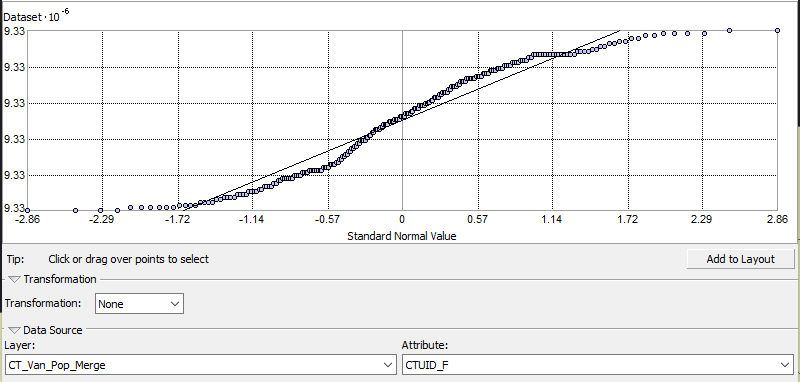 Dataset · 10 -6
9.33
9.33
9.33
9.33
9.33
9.33
-2.86 -2.29 -1.72 -1.14 -0.57 0 0.57 1.14 1.72 2.29 2.86
Standard Normal Value
Tip: Click or drag over points to select Add to Layout
Transformation
Transformation: None
Data Source
Layer: Attribute:
CT_Van_Pop_Merge CTUID_F